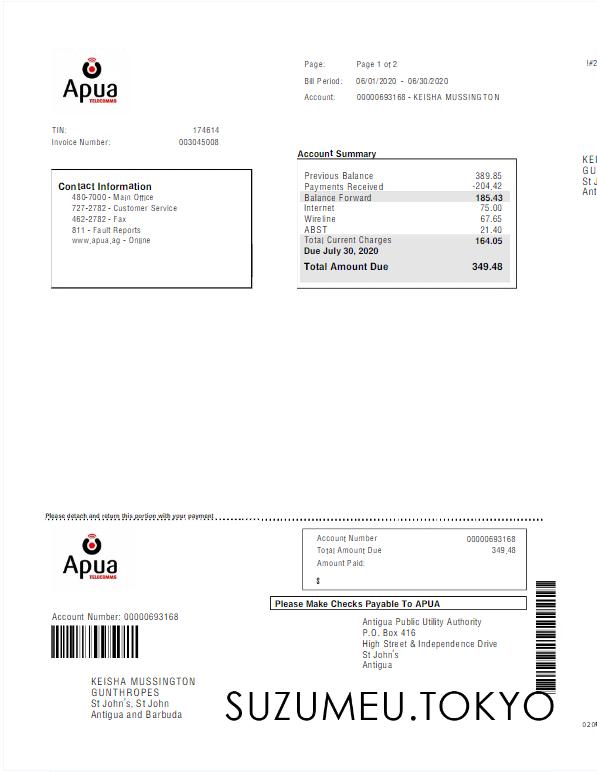 Apua
TELECOMMS
Page: Page 1 of 2
Bill Period: 06/01/2020 - 06/30/2020
Account: 00000693168 - KEISHA MUSSINGTON
TIN: 174614
Invoice Number: 003045008
Contact Information
480-7000 - Main Office
727-2782 - Customer Service
462-2782 - Fax
811 - Fault Reports
www.apua.ag - Online
Account Summary
Previous Balance 389.85
Payments Received -204.42
Balance Forward 185.43
Internet 75.00
Wireline 67.65
ABST 21.40
Total Current Charges 164.05
Due July 30, 2020
Total Amount Due 349.48
KEI
GU
St J
Ant
Please detach and return this portion with your payment
Apua
TELECOMMS
Account Number 00000693168
Total Amount Due 349.48
Amount Paid:
$
Please Make Checks Payable To APUA
Account Number: 00000693168
Antigua Public Utility Authority
P.O. Box 416
High Street & Independence Drive
St John's
Antigua
KEISHA MUSSINGTON
GUNTHROPES
St John's, St John
Antigua and Barbuda
SUZUMEU.TOKYO